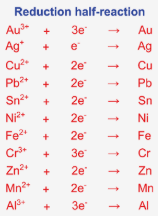 Reduction half-reaction
Au³⁺ + 3e⁻ → Au
Ag⁺ + e⁻ → Ag
Cu²⁺ + 2e⁻ → Cu
Pb²⁺ + 2e⁻ → Pb
Sn²⁺ + 2e⁻ → Sn
Ni²⁺ + 2e⁻ → Ni
Fe²⁺ + 2e⁻ → Fe
Cr³⁺ + 3e⁻ → Cr
Zn²⁺ + 2e⁻ → Zn
Mn²⁺ + 2e⁻ → Mn
Al³⁺ + 3e⁻ → Al